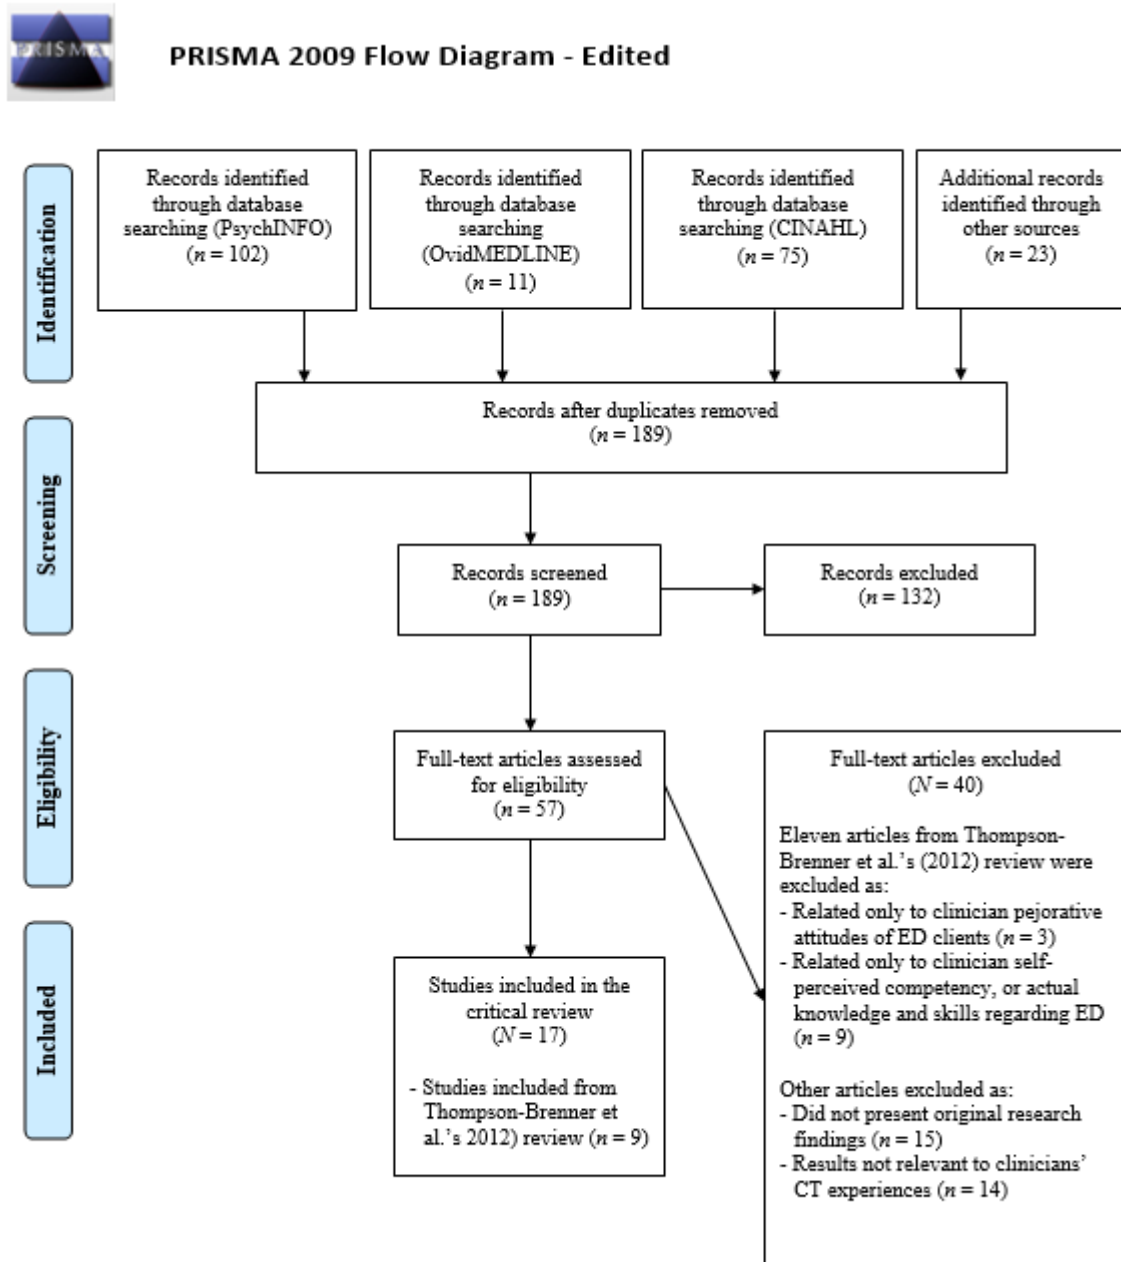 PRISMA
PRISMA 2009 Flow Diagram - Edited
Identification
Records identified
through database
searching (PsychINFO)
(n = 102)
Records identified
through database
searching
(OvidMEDLINE)
(n = 11)
Records identified
through database
searching (CINAHL)
(n = 75)
Additional records
identified through
other sources
(n = 23)
Records after duplicates removed
(n = 189)
Screening
Records screened
(n = 189)
Records excluded
(n = 132)
Eligibility
Full-text articles assessed
for eligibility
(n = 57)
Full-text articles excluded
(N = 40)
Eleven articles from Thompson-
Brenner et al.’s (2012) review were
excluded as:
- Related only to clinician pejorative
attitudes of ED clients (n = 3)
- Related only to clinician self-
perceived competency, or actual
knowledge and skills regarding ED
(n = 9)
Other articles excluded as:
- Did not present original research
findings (n = 15)
- Results not relevant to clinicians’
CT experiences (n = 14)
Included
Studies included in the
critical review
(N = 17)
- Studies included from
Thompson-Brenner et
al.’s 2012) review (n = 9)